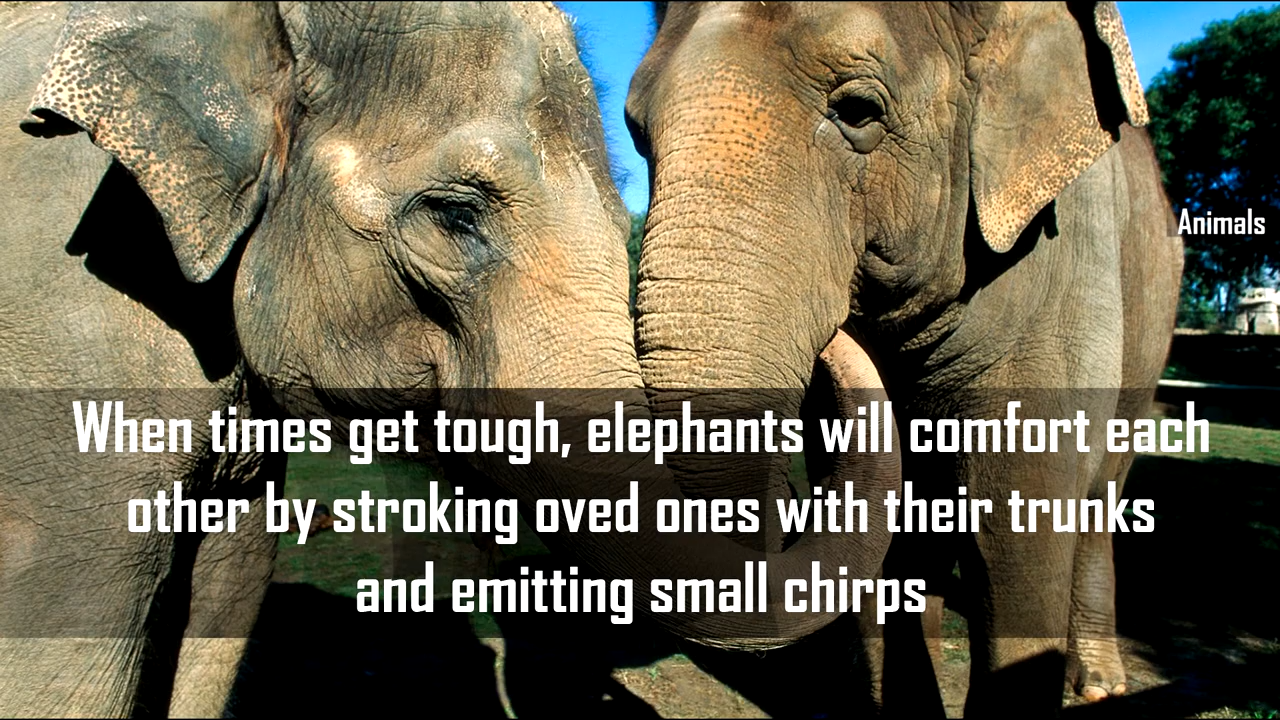 Animals
When times get tough, elephants will comfort each
other by stroking oved ones with their trunks
and emitting small chirps